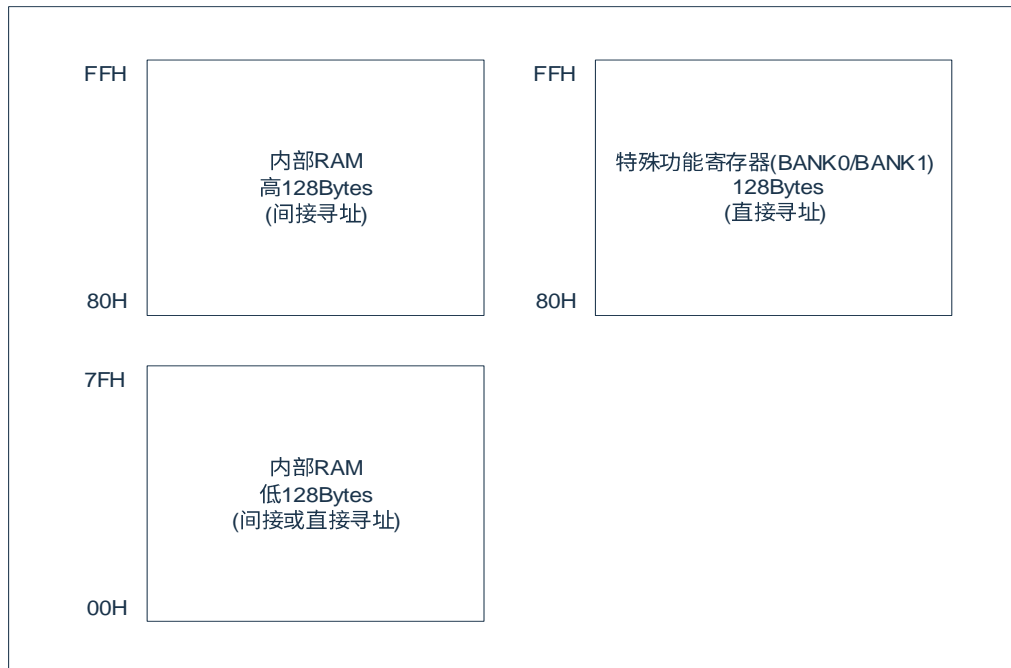 FFH
内部RAM
高128Bytes
(间接寻址)
80H
FFH
特殊功能寄存器(BANK0/BANK1)
128Bytes
(直接寻址)
80H
7FH
内部RAM
低128Bytes
(间接或直接寻址)
00H